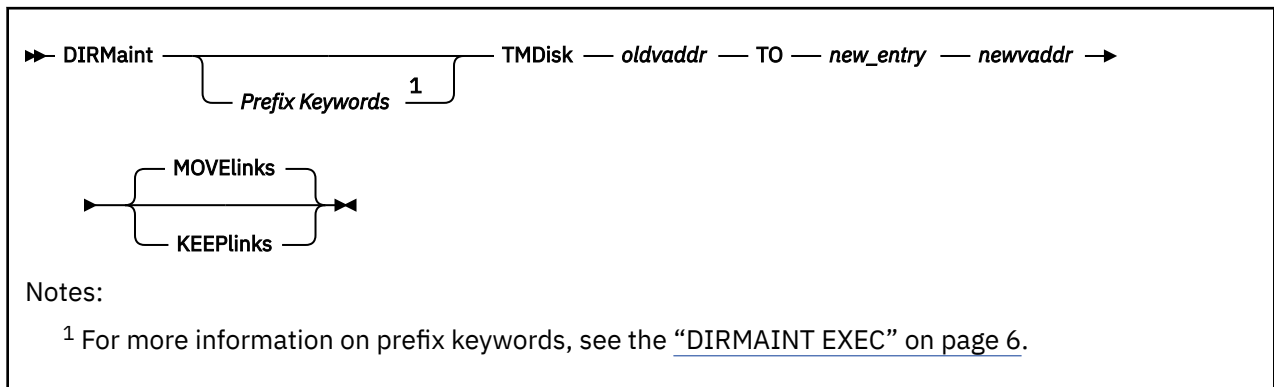 DIRMaint TMDisk oldvaddr TO new_entry newvaddr
Prefix Keywords 1
MOVElinks
KEEPlinks
Notes:
1 For more information on prefix keywords, see the “DIRMAINT EXEC” on page 6.